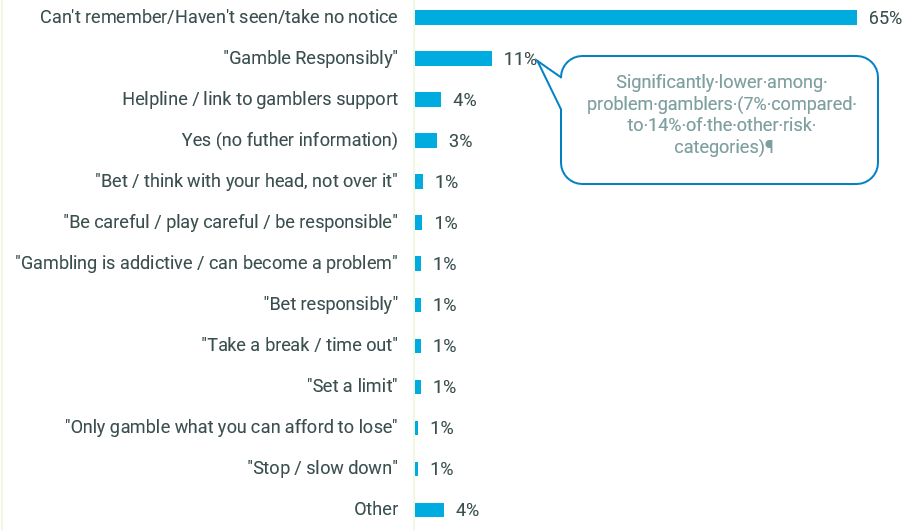 Can't remember/Haven't seen/take no notice 65%
"Gamble Responsibly" 11%
Significantly·lower·among·
problem·gamblers·(7%·compared·
to·14%·of·the·other·risk·
categories)¶
Helpline / link to gamblers support 4%
Yes (no futher information) 3%
"Bet / think with your head, not over it" 1%
"Be careful / play careful / be responsible" 1%
"Gambling is addictive / can become a problem" 1%
"Bet responsibly" 1%
"Take a break / time out" 1%
"Set a limit" 1%
"Only gamble what you can afford to lose" 1%
"Stop / slow down" 1%
Other 4%